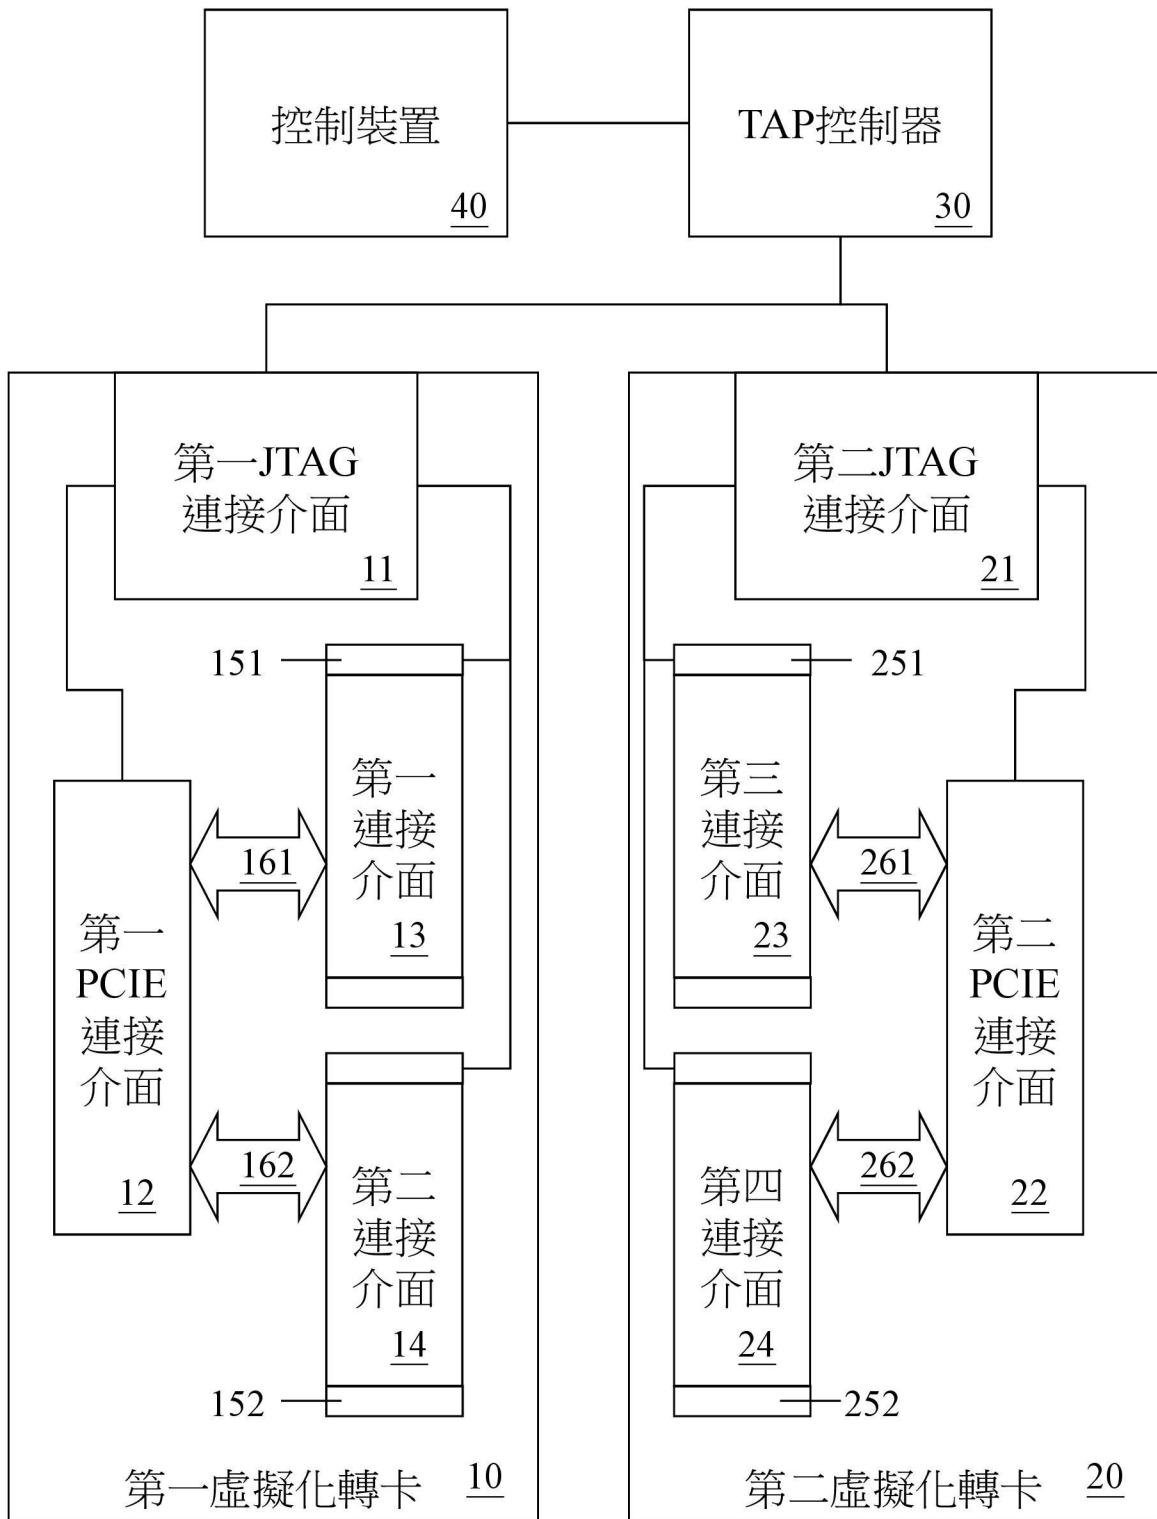 控制裝置
40
TAP控制器
30
第一JTAG
連接介面
11
第二JTAG
連接介面
21
151
251
第一
連接
介面
13
第三
連接
介面
23
161
261
第一
PCIE
連接
介面
12
第二
PCIE
連接
介面
22
162
262
第二
連接
介面
14
第四
連接
介面
24
152
252
第一虛擬化轉卡
10
第二虛擬化轉卡
20